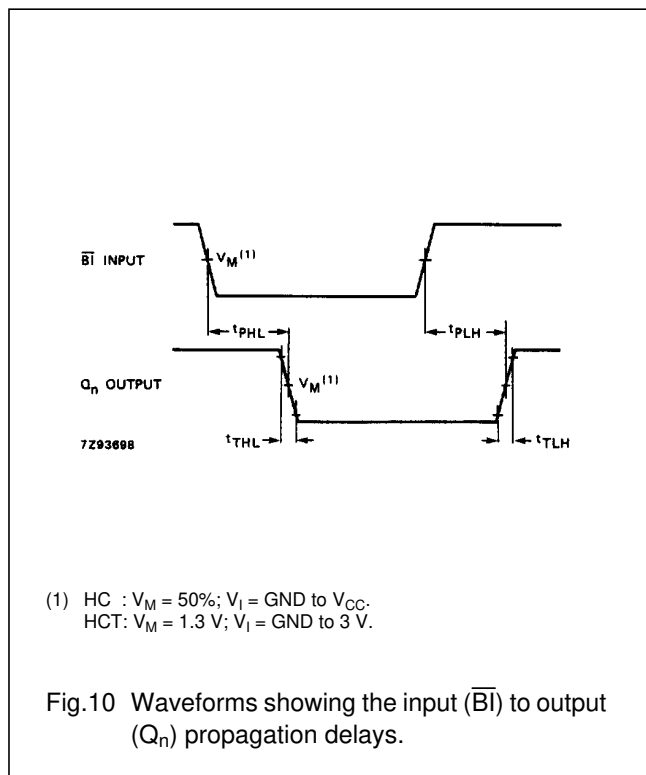 B̅I̅ INPUT
V_M(1)
t_PHL
t_PLH
Q_n OUTPUT
V_M(1)
7Z93698
t_THL
t_TLH
(1) HC : V_M = 50%; V_I = GND to V_CC.
HCT: V_M = 1.3 V; V_I = GND to 3 V.
Fig.10 Waveforms showing the input (B̅I̅) to output
(Q_n) propagation delays.